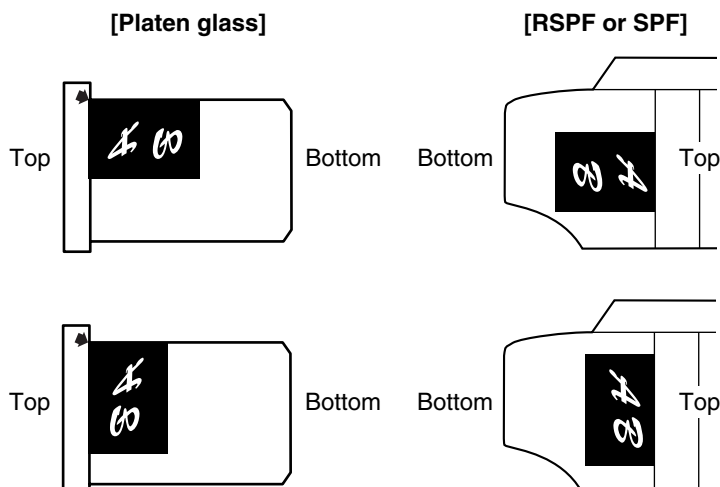 [Platen glass] [RSPF or SPF]
A B
Top Bottom Bottom A B Top
A
B
Top Bottom Bottom A B Top